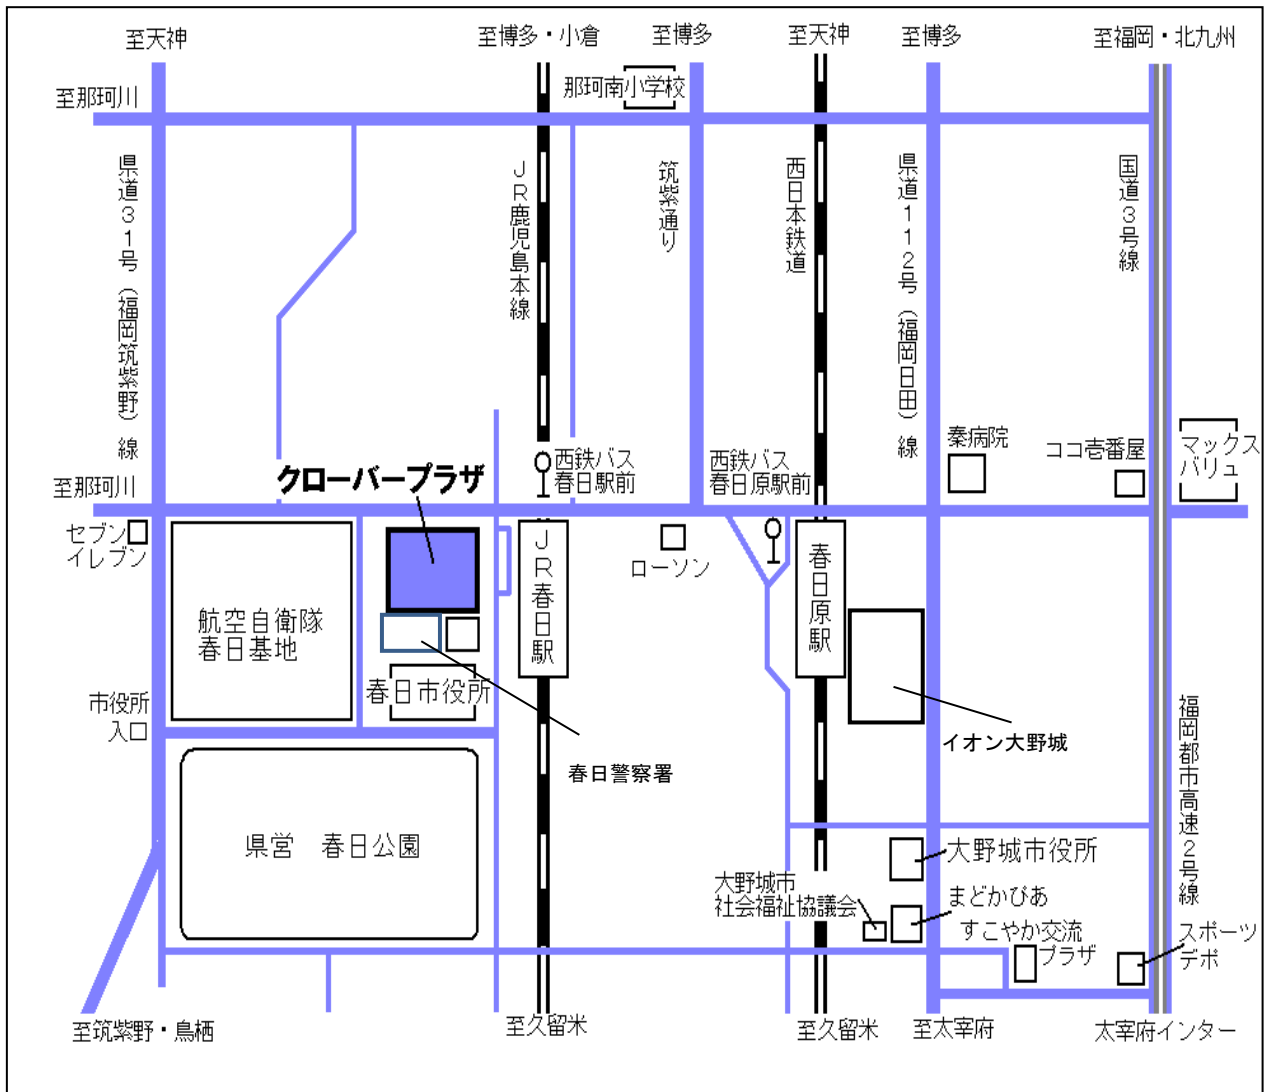 至天神
至博多・小倉
至博多
至天神
至博多
至福岡・北九州
那珂南小学校
至那珂川
県道31号（福岡筑紫野）線
JR鹿児島本線
筑紫通り
西日本鉄道
県道112号（福岡日田）線
国道3号線
秦病院
ココ壱番屋
マックス
バリュ
西鉄バス
春日駅前
西鉄バス
春日原駅前
クローバープラザ
至那珂川
セブン
イレブン
JR春日駅
ローソン
春日原駅
航空自衛隊
春日基地
春日市役所
市役所
入口
イオン大野城
春日警察署
福岡都市高速2号線
県営　春日公園
大野城市役所
大野城市
社会福祉協議会
まどかぴあ
すこやか交流
プラザ
スポーツ
デポ
至筑紫野・鳥栖
至久留米
至久留米
至太宰府
太宰府インター